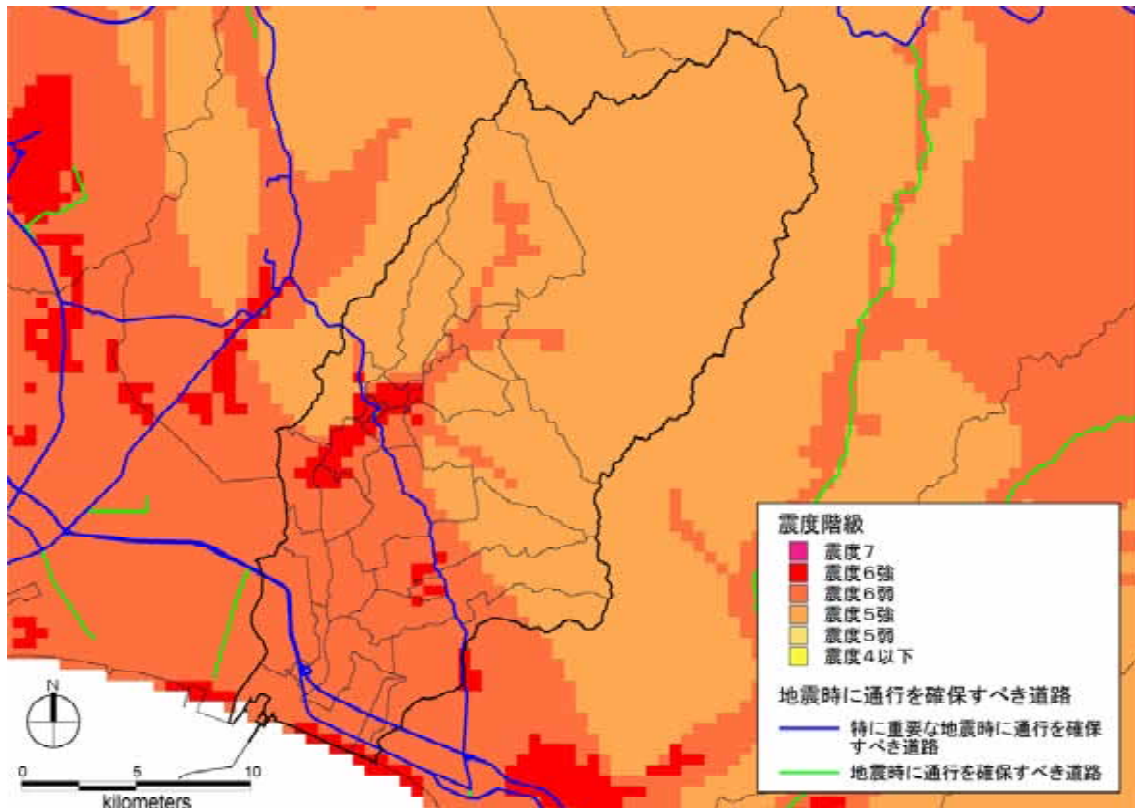 震度階級
震度7
震度6強
震度6弱
震度5強
震度5弱
震度4以下
地震時に通行を確保すべき道路
特に重要な地震時に通行を確保
すべき道路
地震時に通行を確保すべき道路
N
0 5 10
kilometers